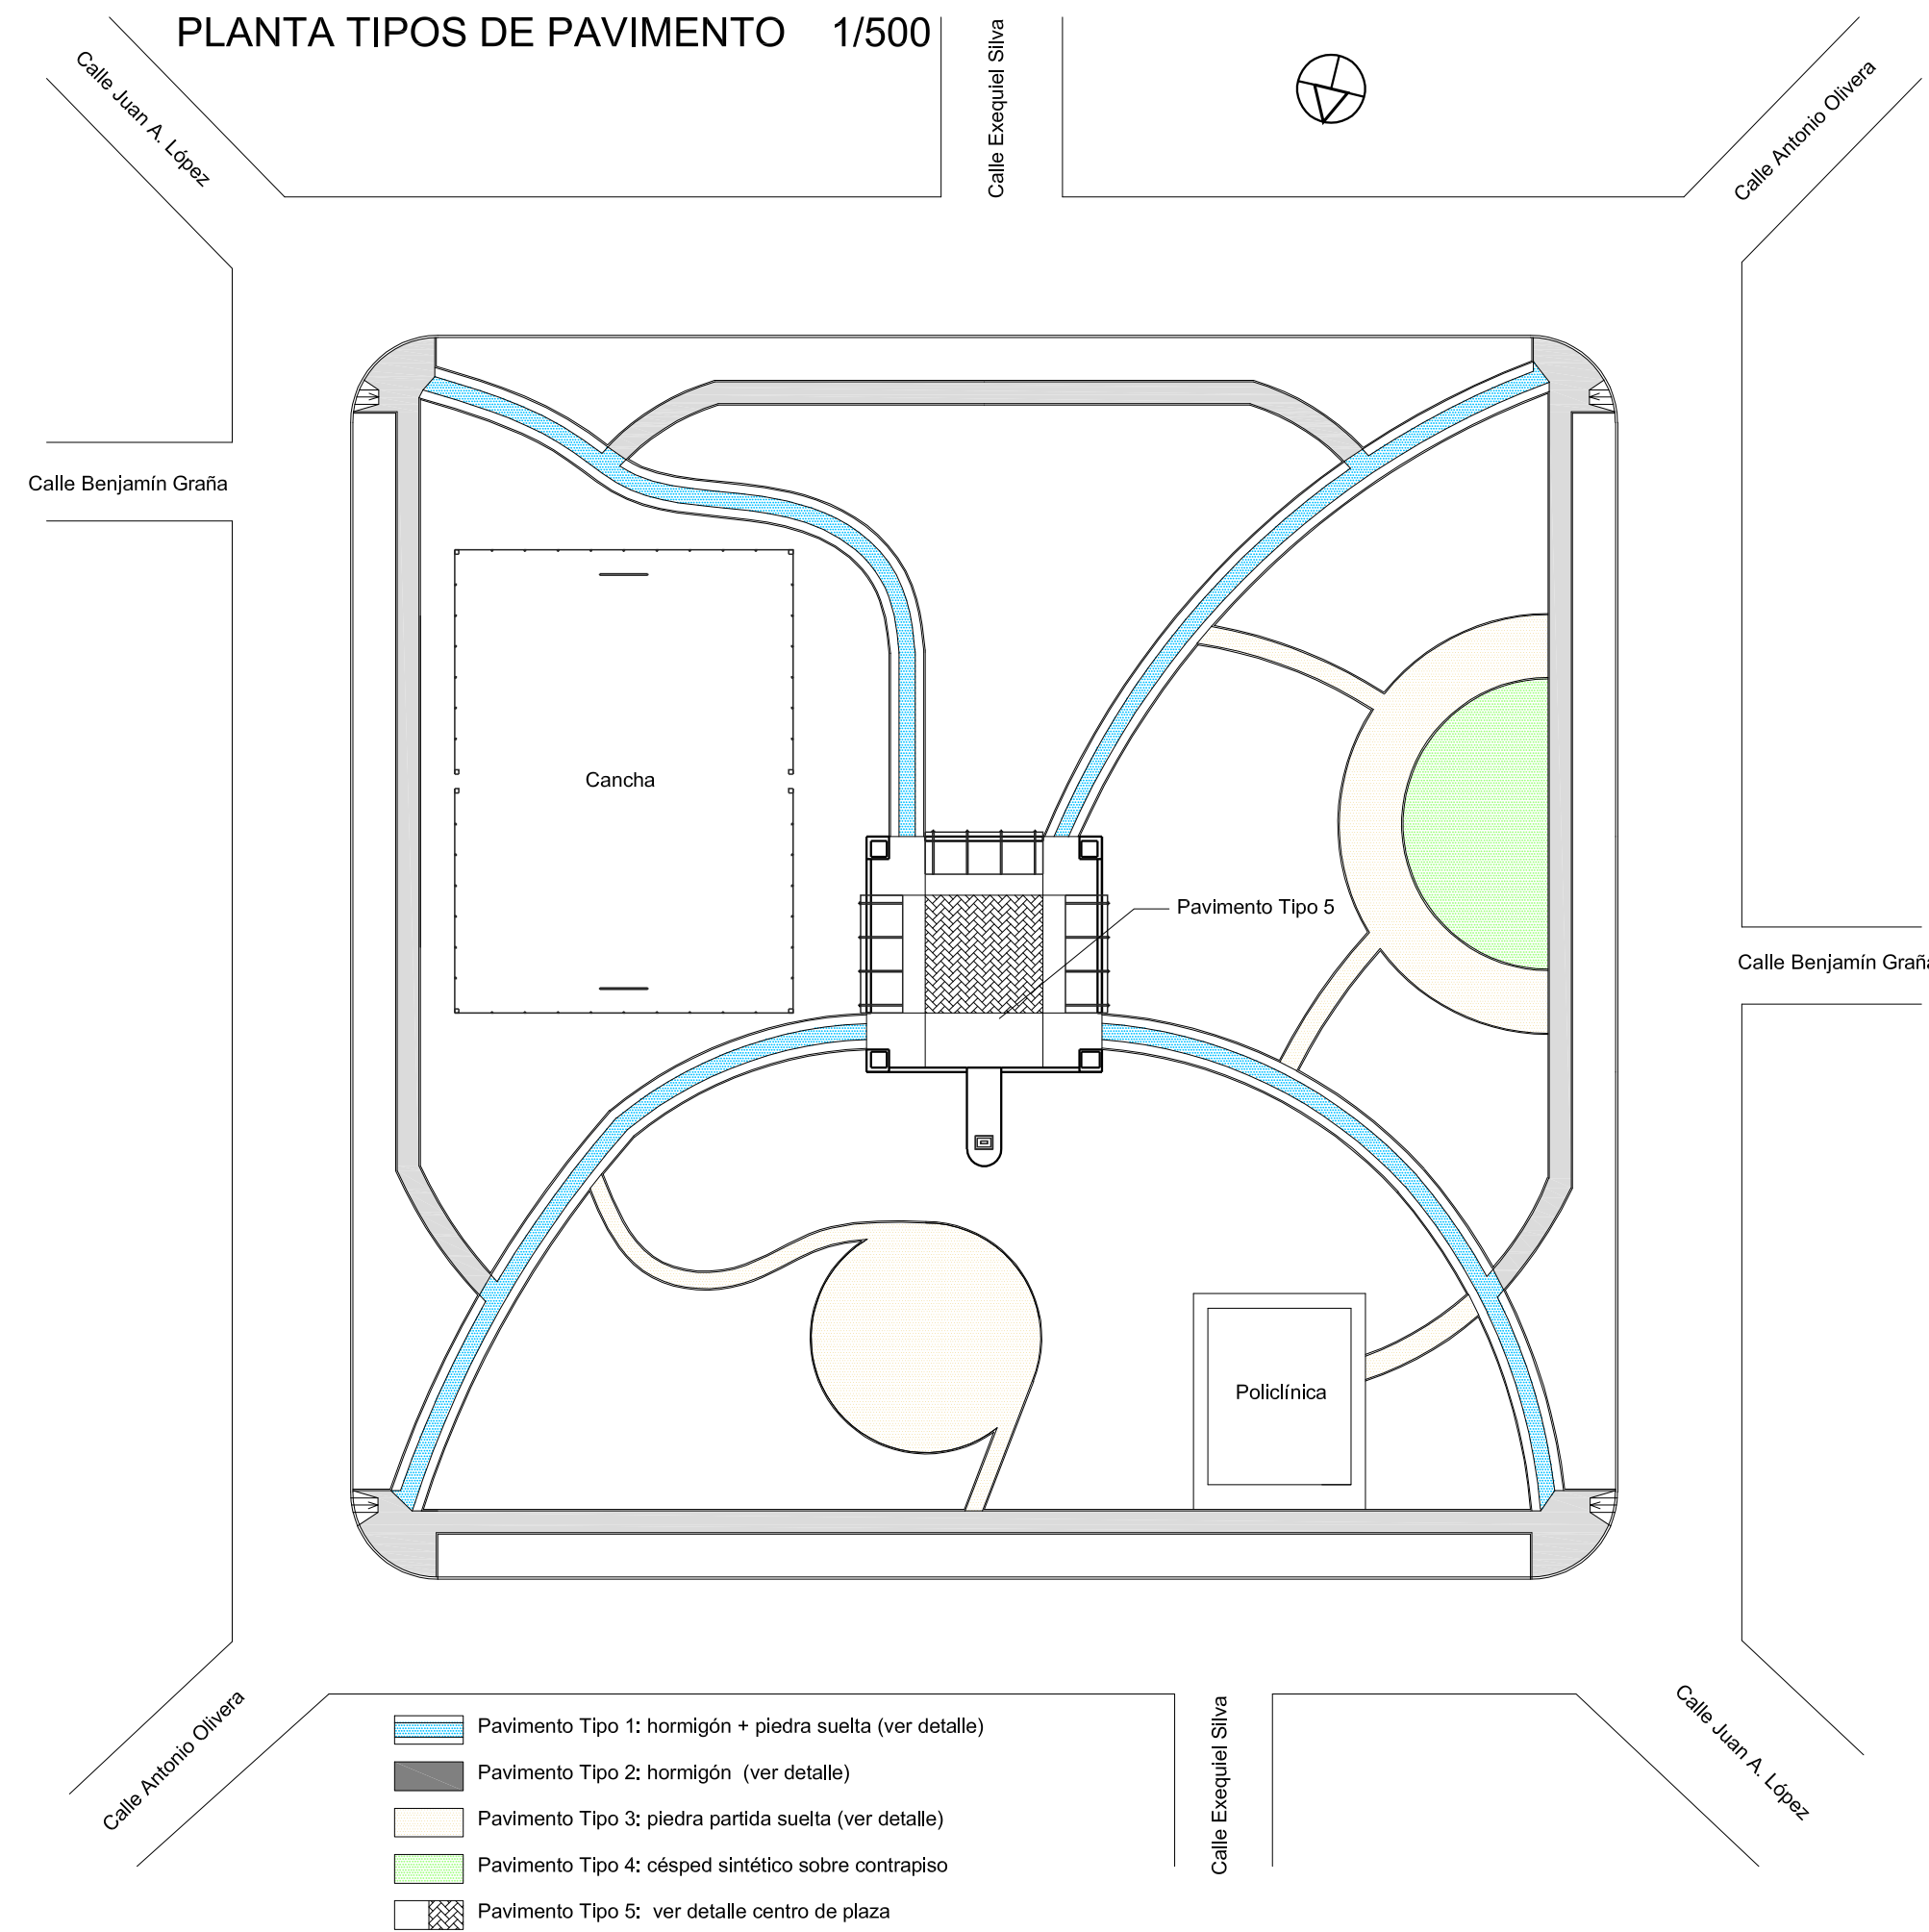 PLANTA TIPOS DE PAVIMENTO 1/500
Calle Juan A. López
Calle Exequiel Silva
Calle Antonio Olivera
Calle Benjamín Graña
Cancha
Pavimento Tipo 5
Calle Benjamín Graña
Policlínica
Calle Antonio Olivera
Calle Exequiel Silva
Calle Juan A. López
Pavimento Tipo 1: hormigón + piedra suelta (ver detalle)
Pavimento Tipo 2: hormigón (ver detalle)
Pavimento Tipo 3: piedra partida suelta (ver detalle)
Pavimento Tipo 4: césped sintético sobre contrapiso
Pavimento Tipo 5: ver detalle centro de plaza